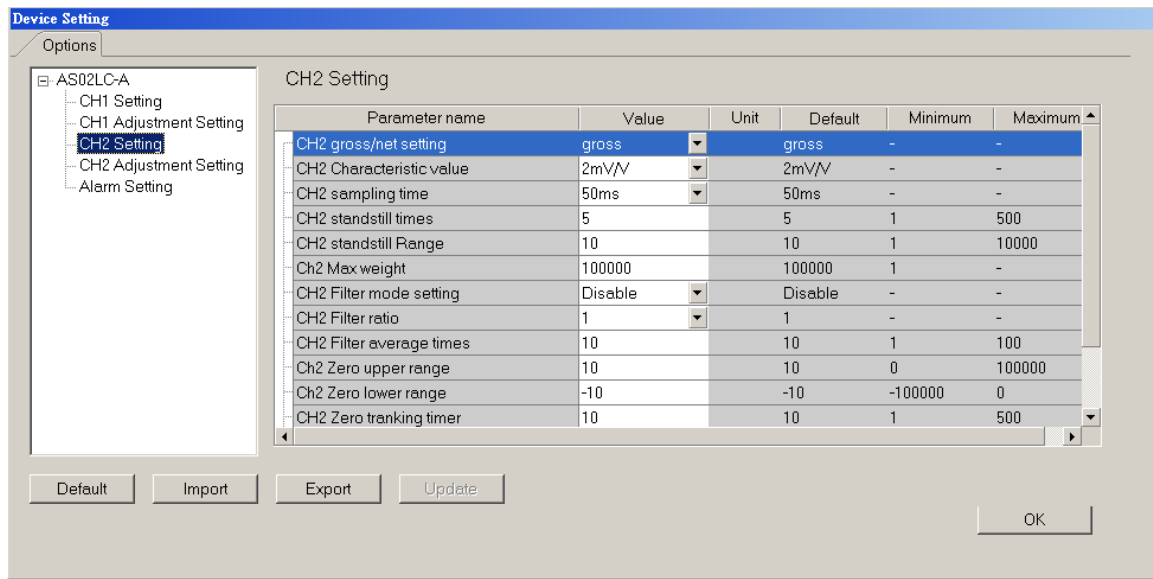 Device Setting
Options
AS02LC-A
CH1 Setting
CH1 Adjustment Setting
CH2 Setting
CH2 Adjustment Setting
Alarm Setting
CH2 Setting
Parameter name Value Unit Default Minimum Maximum
CH2 gross/net setting gross gross - -
CH2 Characteristic value 2mV/V 2mV/V - -
CH2 sampling time 50ms 50ms - -
CH2 standstill times 5 5 1 500
CH2 standstill Range 10 10 1 10000
Ch2 Max weight 100000 100000 1 -
CH2 Filter mode setting Disable Disable - -
CH2 Filter ratio 1 1 - -
CH2 Filter average times 10 10 1 100
Ch2 Zero upper range 10 10 0 100000
Ch2 Zero lower range -10 -10 -100000 0
CH2 Zero tranking timer 10 10 1 500
Default Import Export Update
OK